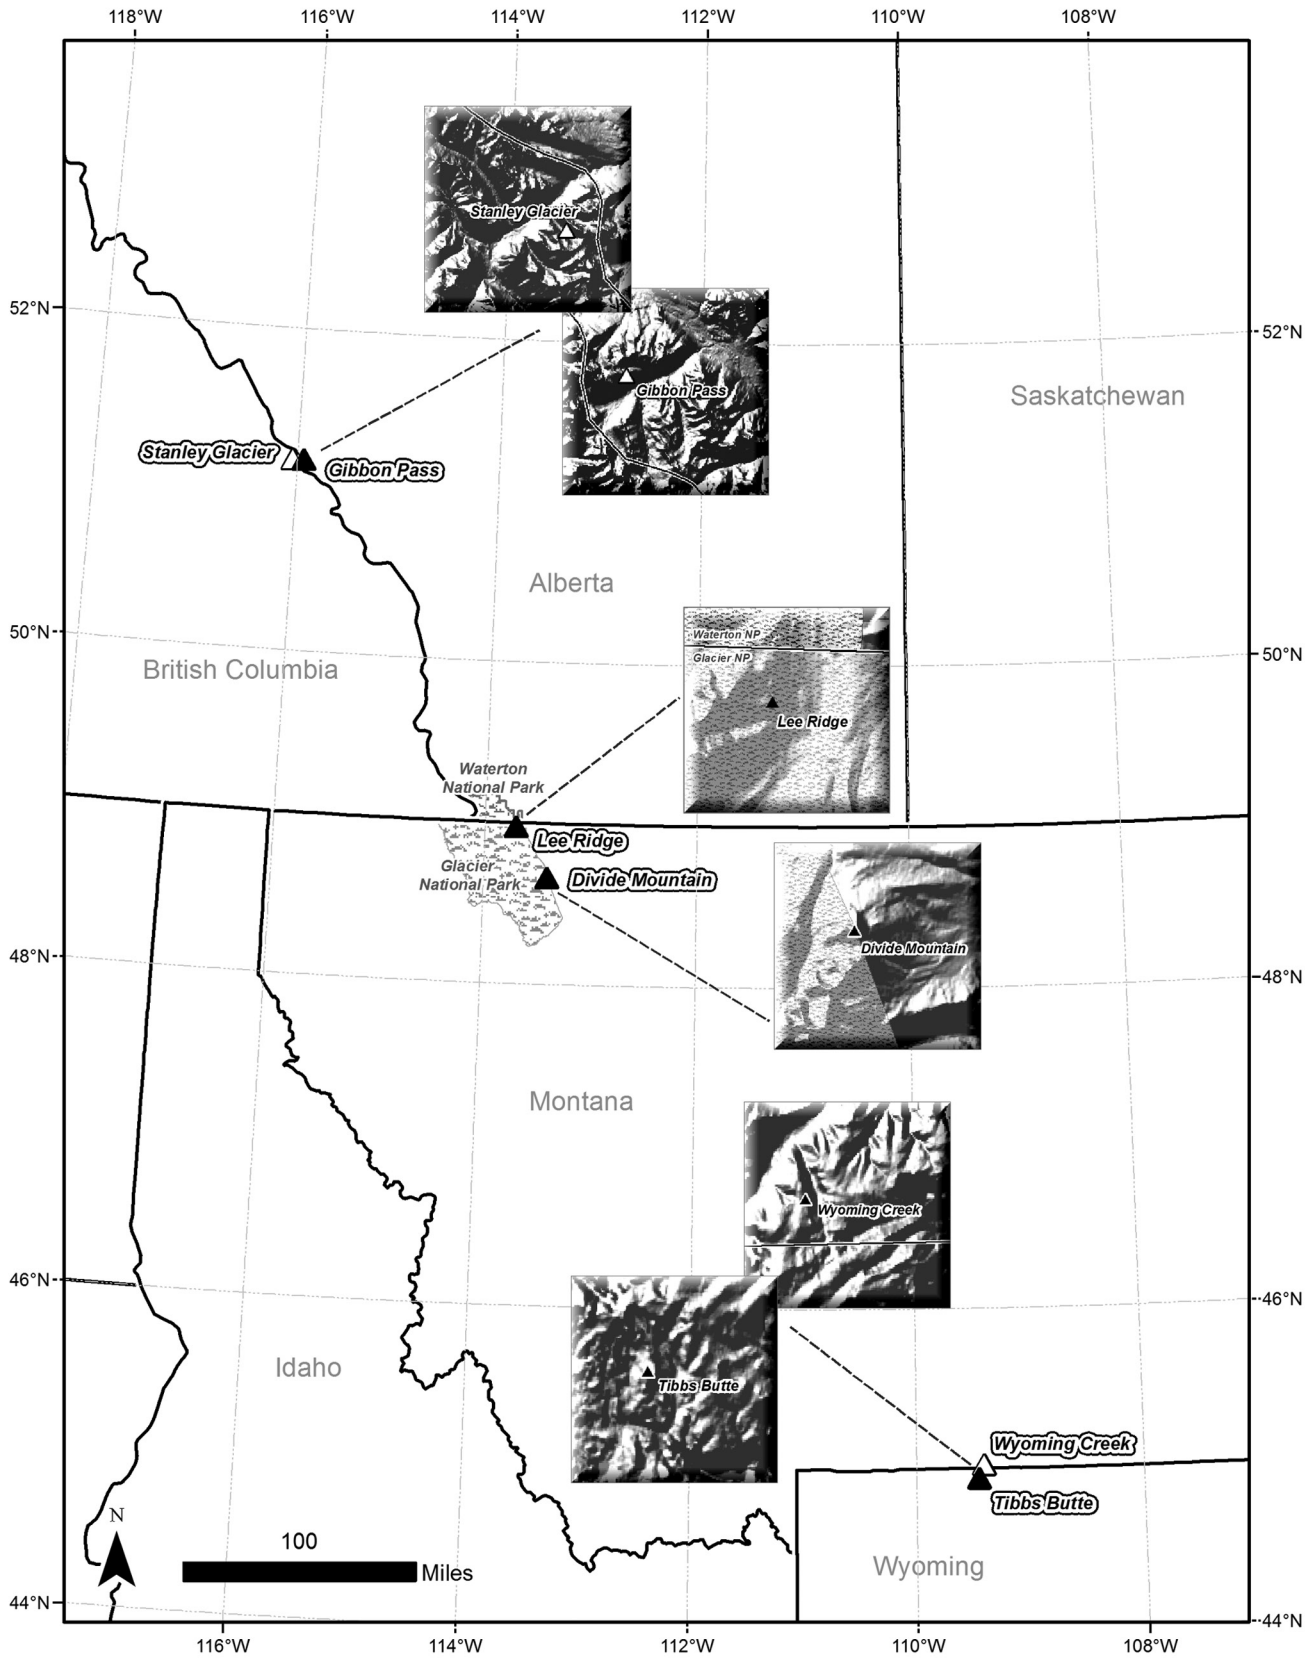 118°W 116°W 114°W 112°W 110°W 108°W
Stanley Glacier
52°N
52°N
Gibbon Pass
Saskatchewan
Stanley Glacier
Gibbon Pass
Alberta
50°N
Waterton NP
50°N
Glacier NP
British Columbia
Lee Ridge
Waterton
National Park
Lee Ridge
Glacier
National Park
Divide Mountain
Divide Mountain
48°N
48°N
Montana
Wyoming Creek
46°N
46°N
Idaho
Tibbs Butte
Wyoming Creek
Tibbs Butte
N
100
Miles
Wyoming
44°N
44°N
116°W 114°W 112°W 110°W 108°W